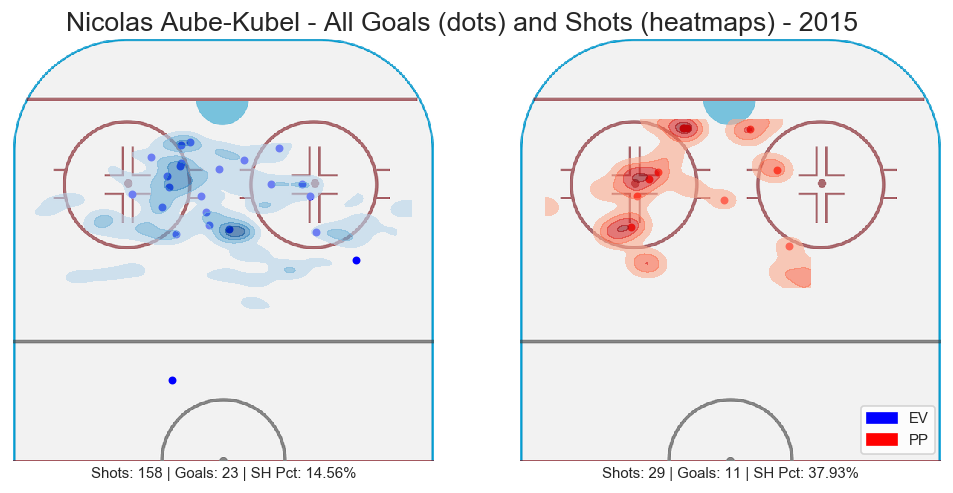 Nicolas Aube-Kubel - All Goals (dots) and Shots (heatmaps) - 2015
EV
PP
Shots: 158 | Goals: 23 | SH Pct: 14.56%
Shots: 29 | Goals: 11 | SH Pct: 37.93%